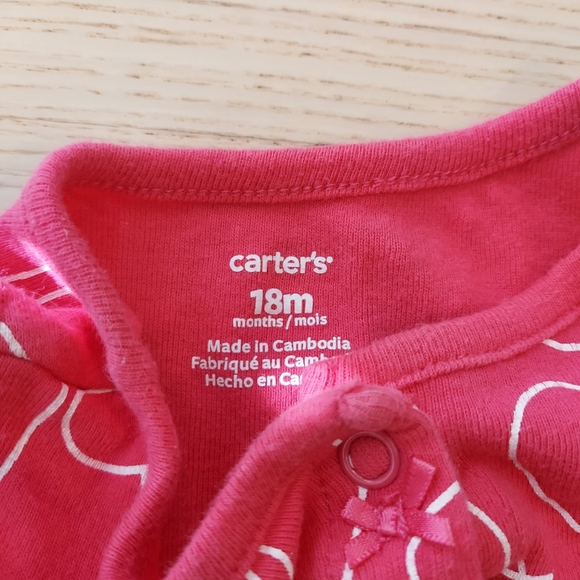 carter's
18m
months/mois
Made in Cambodia
Fabriqué au
Hecho en